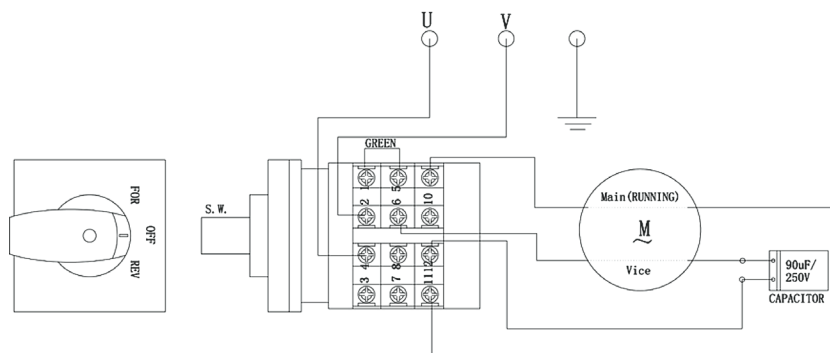 U V
GREEN
1 5
2 6 10
S.W.
4 8 12
3 7 11
FOR
OFF
REV
Main(RUNNING)
M
~
Vice
90uF/
250V
CAPACITOR